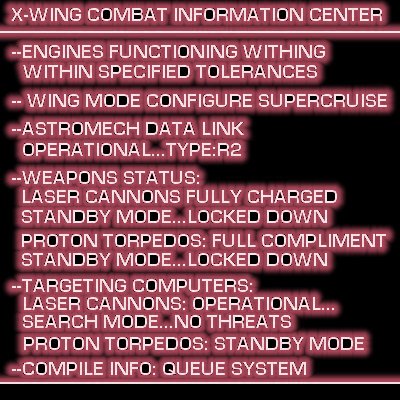 X-WING COMBAT INFORMATION CENTER
--ENGINES FUNCTIONING WITHING
WITHIN SPECIFIED TOLERANCES
-- WING MODE CONFIGURE SUPERCRUISE
--ASTROMECH DATA LINK
OPERATIONAL...TYPE:R2
--WEAPONS STATUS:
LASER CANNONS FULLY CHARGED
STANDBY MODE...LOCKED DOWN
PROTON TORPEDOS: FULL COMPLIMENT
STANDBY MODE...LOCKED DOWN
--TARGETING COMPUTERS:
LASER CANNONS: OPERATIONAL...
SEARCH MODE...NO THREATS
PROTON TORPEDOS: STANDBY MODE
--COMPILE INFO: QUEUE SYSTEM